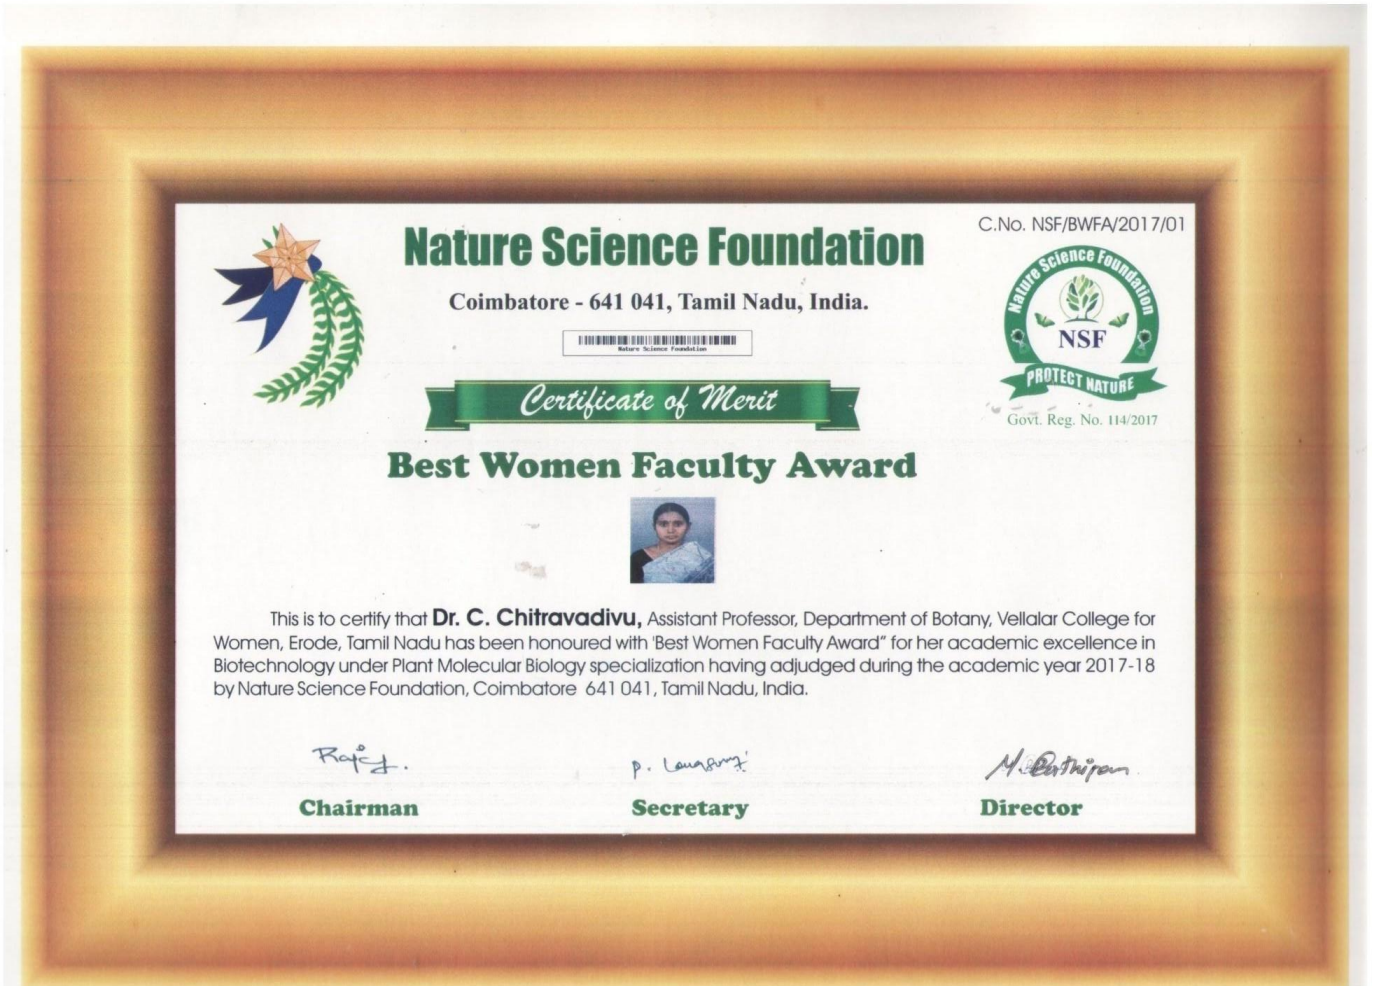 C.No. NSF/BWFA/2017/01
Nature Science Foundation
Coimbatore - 641 041, Tamil Nadu, India.
Nature Science Foundation
Nature Science Foundation
NSF
PROTECT NATURE
Govt. Reg. No. 114/2017
Certificate of Merit
Best Women Faculty Award
This is to certify that Dr. C. Chitravadivu, Assistant Professor, Department of Botany, Vellalar College for
Women, Erode, Tamil Nadu has been honoured with 'Best Women Faculty Award" for her academic excellence in
Biotechnology under Plant Molecular Biology specialization having adjudged during the academic year 2017-18
by Nature Science Foundation, Coimbatore 641 041, Tamil Nadu, India.
Chairman
Secretary
Director